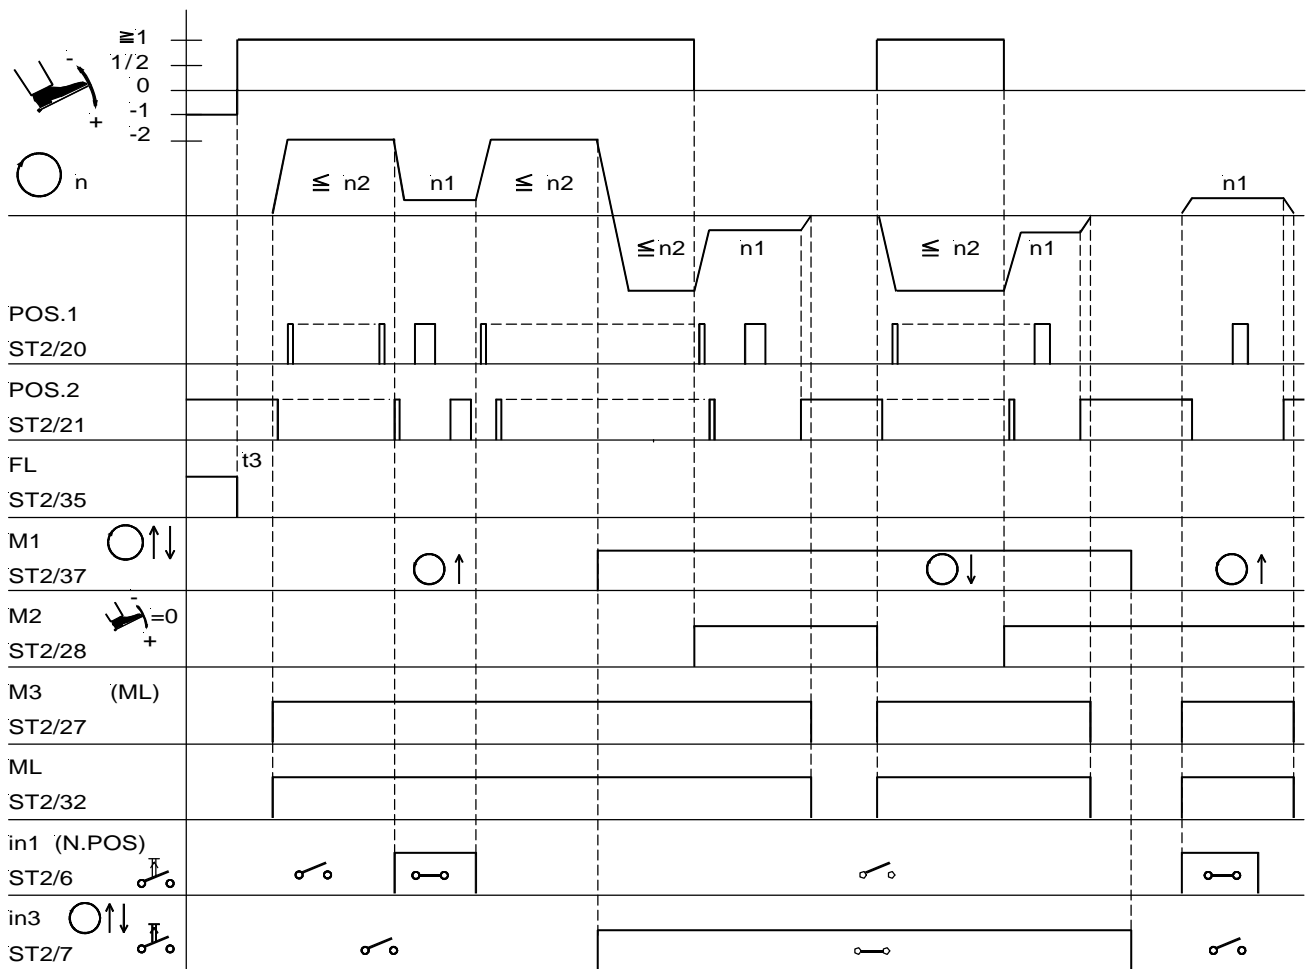 ≧1
1/2
0
-1
-2
-
+
n
≦ n2
n1
≦ n2
n1
≦n2
n1
≦ n2
n1
POS.1
ST2/20
POS.2
ST2/21
FL
t3
ST2/35
M1
ST2/37
M2
-
=0
+
ST2/28
M3 (ML)
ST2/27
ML
ST2/32
in1 (N.POS)
ST2/6
in3
ST2/7